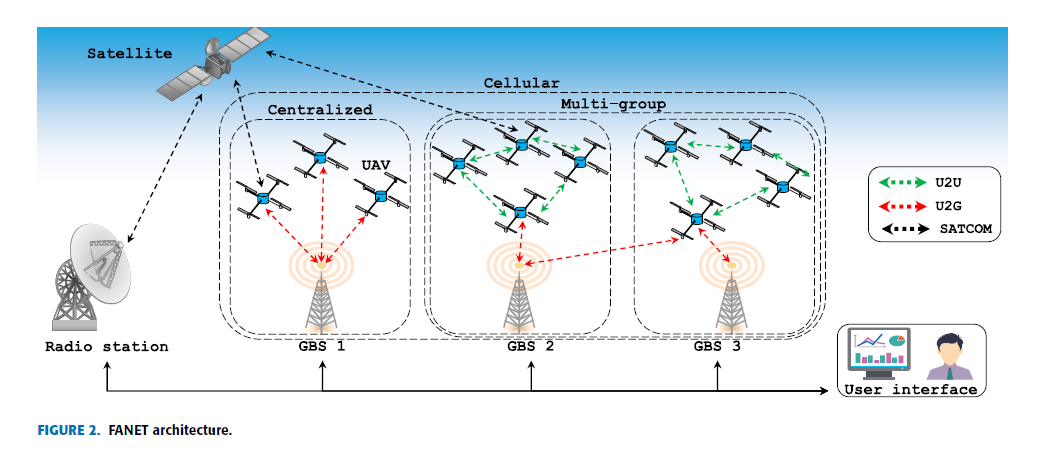 Satellite
Cellular
Centralized
Multi-group
UAV
U2U
U2G
SATCOM
Radio station
GBS 1
GBS 2
GBS 3
User interface
FIGURE 2. FANET architecture.